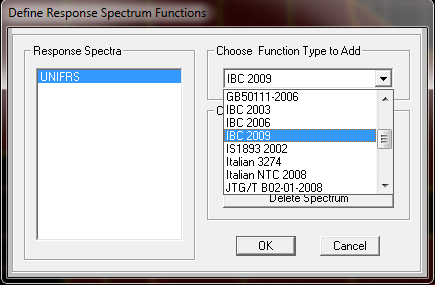 Define Response Spectrum Functions
Response Spectra
UNIFRS
Choose Function Type to Add
IBC 2009
GB50111-2006
IBC 2003
IBC 2006
IBC 2009
IS1893 2002
Italian 3274
Italian NTC 2008
JTG/T B02-01-2008
Delete Spectrum
OK
Cancel